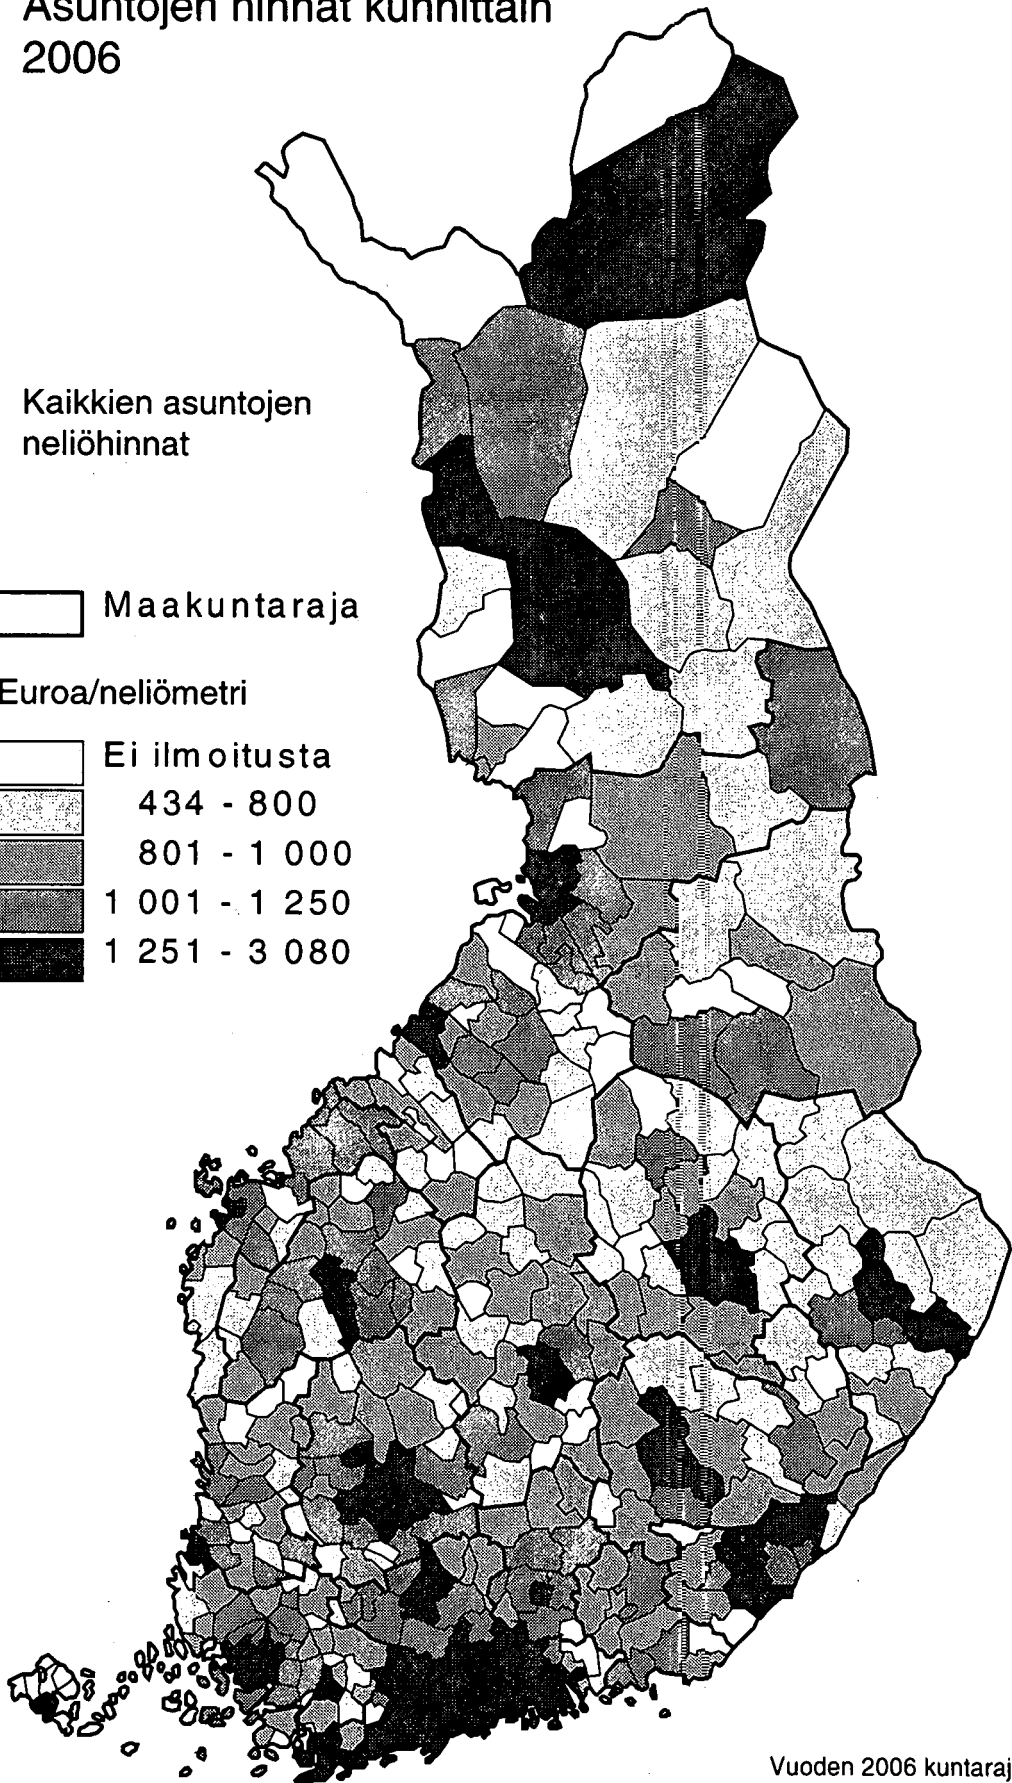 Asuntojen hinnat kunnittain
2006
Kaikkien asuntojen
neliöhinnat
Maakuntaraja
Euroa/neliömetri
Ei ilmoitusta
434 - 800
801 - 1 000
1 001 - 1 250
1 251 - 3 080
Vuoden 2006 kuntaraj